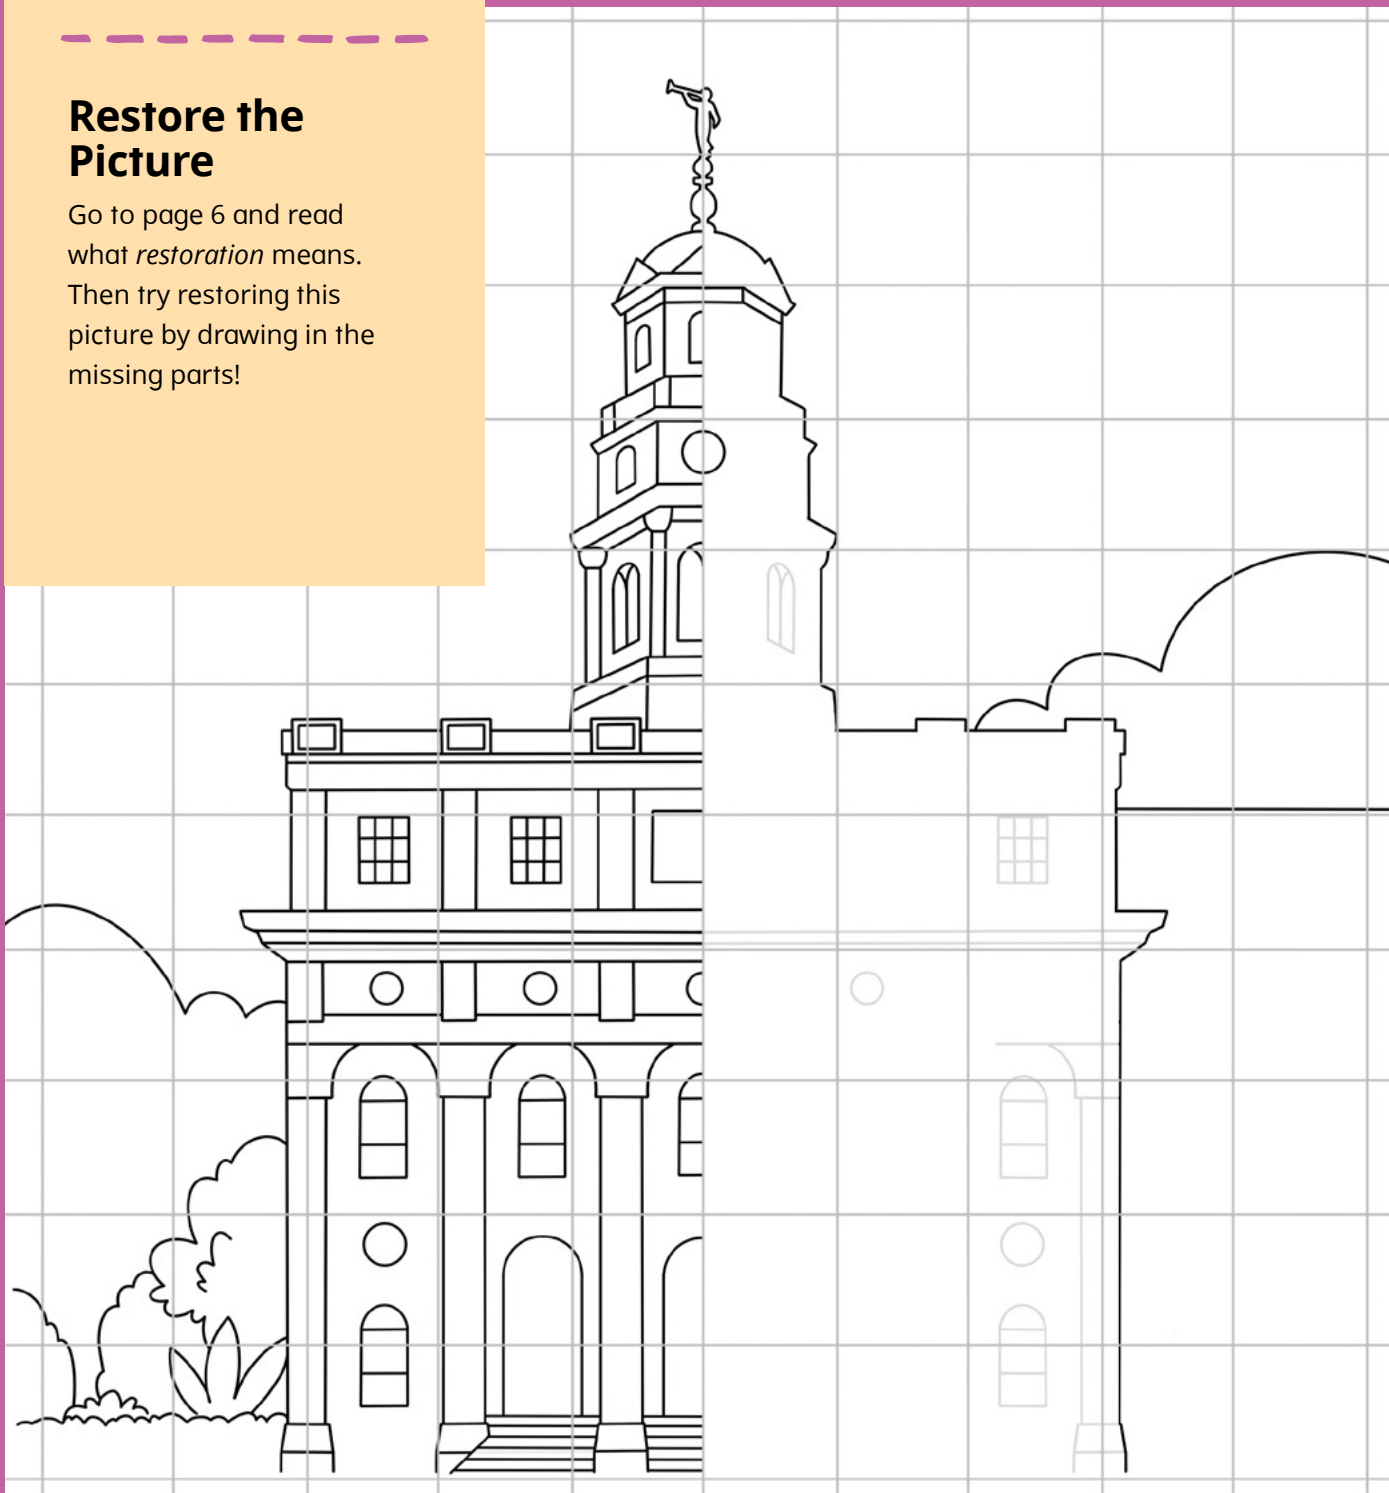 Restore the
Picture
Go to page 6 and read
what restoration means.
Then try restoring this
picture by drawing in the
missing parts!